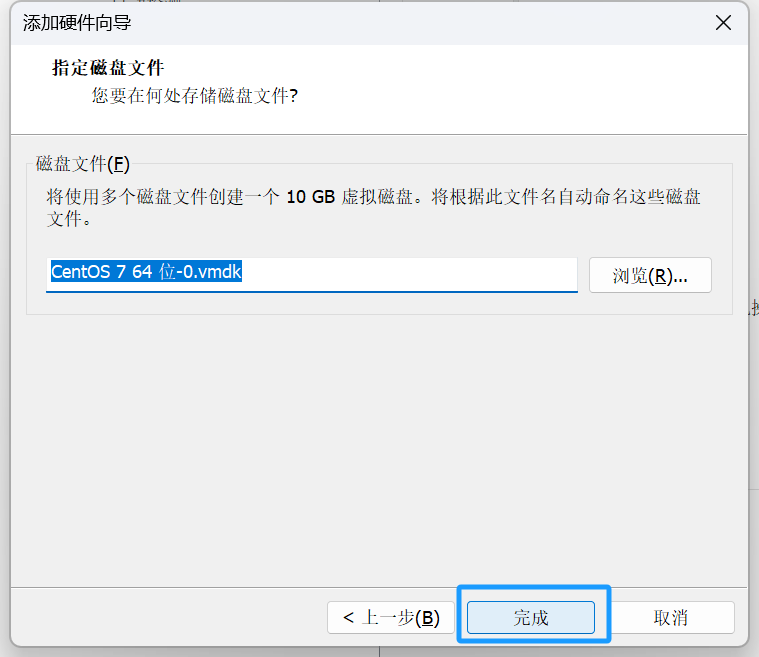 添加硬件向导
指定磁盘文件
您要在何处存储磁盘文件?
磁盘文件(F)
将使用多个磁盘文件创建一个 10 GB 虚拟磁盘。将根据此文件名自动命名这些磁盘
文件。
CentOS 7 64 位-0.vmdk
浏览(R)...
< 上一步(B)
完成
取消